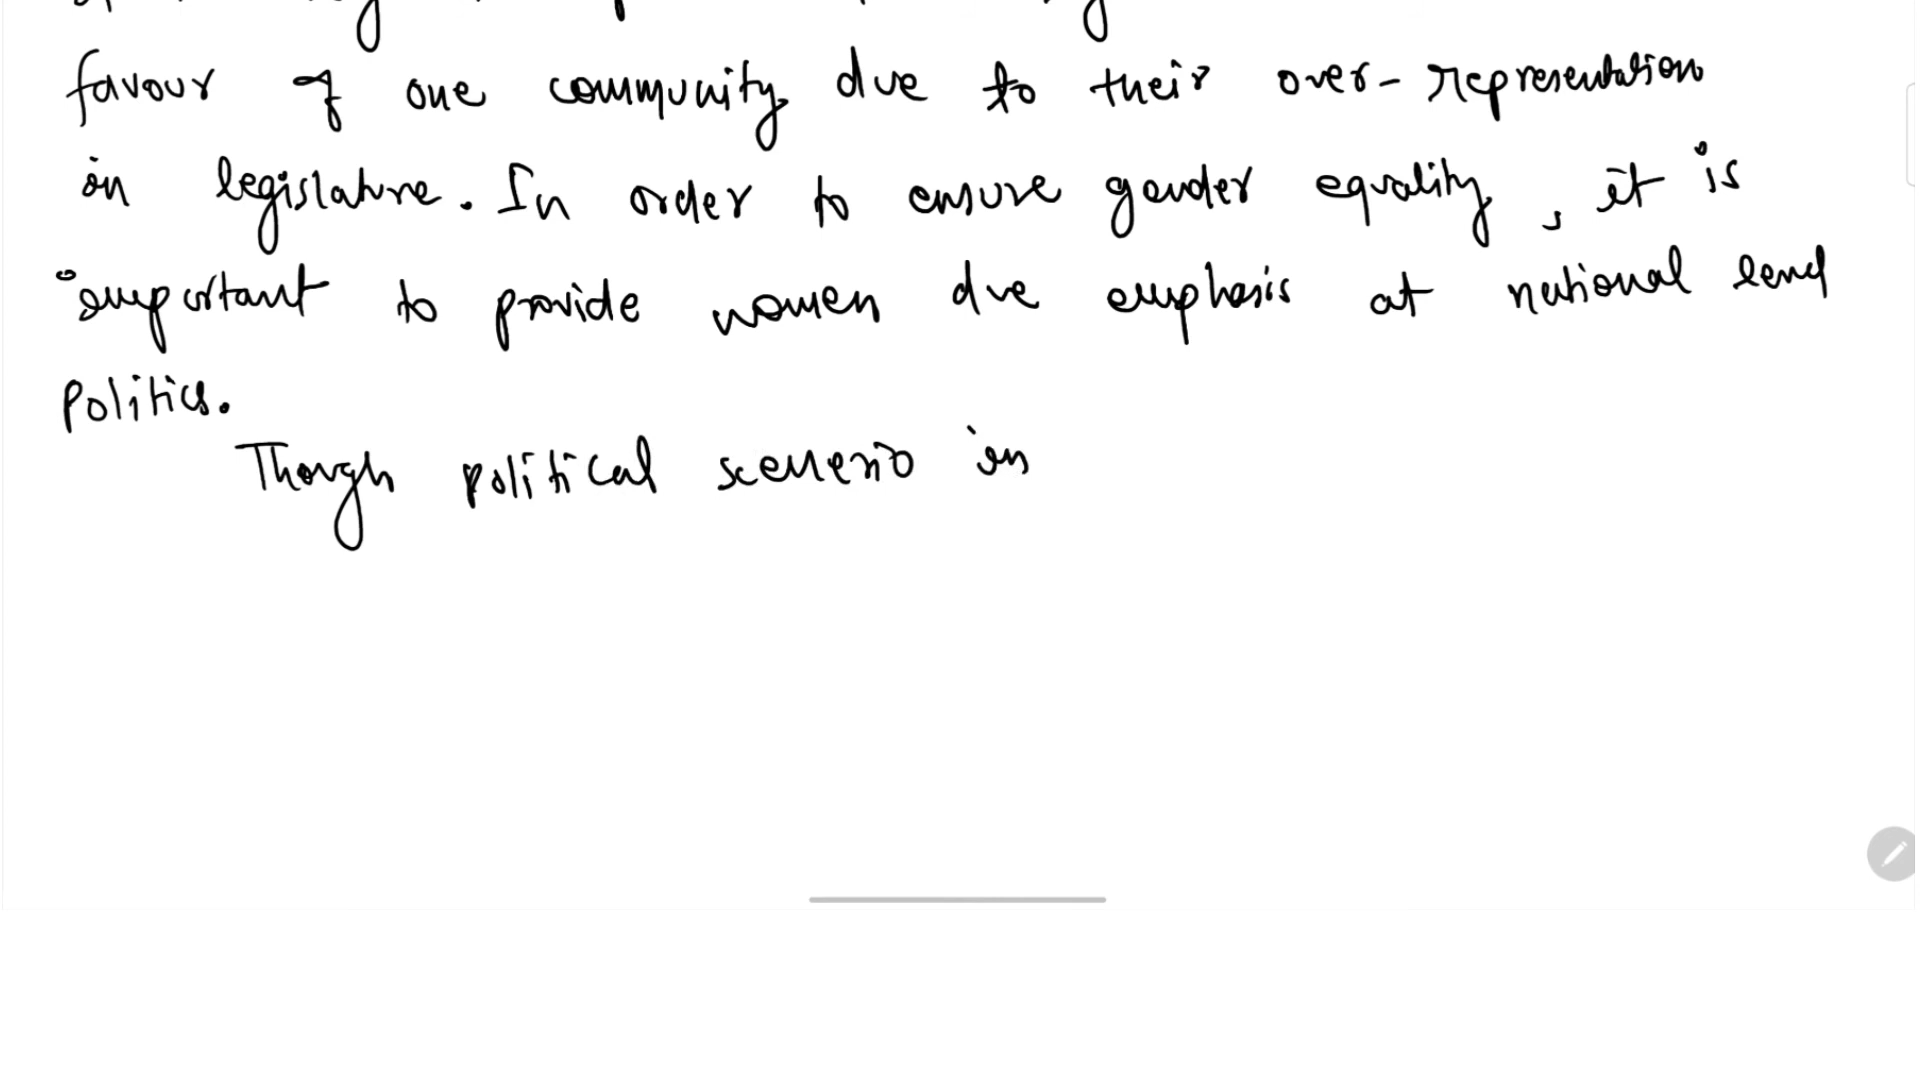 favour of one community due to their over-representation
in legislature. In order to ensure gender equality, it is
important to provide women due emphasis at national level
Politics.
Though political scenerio in